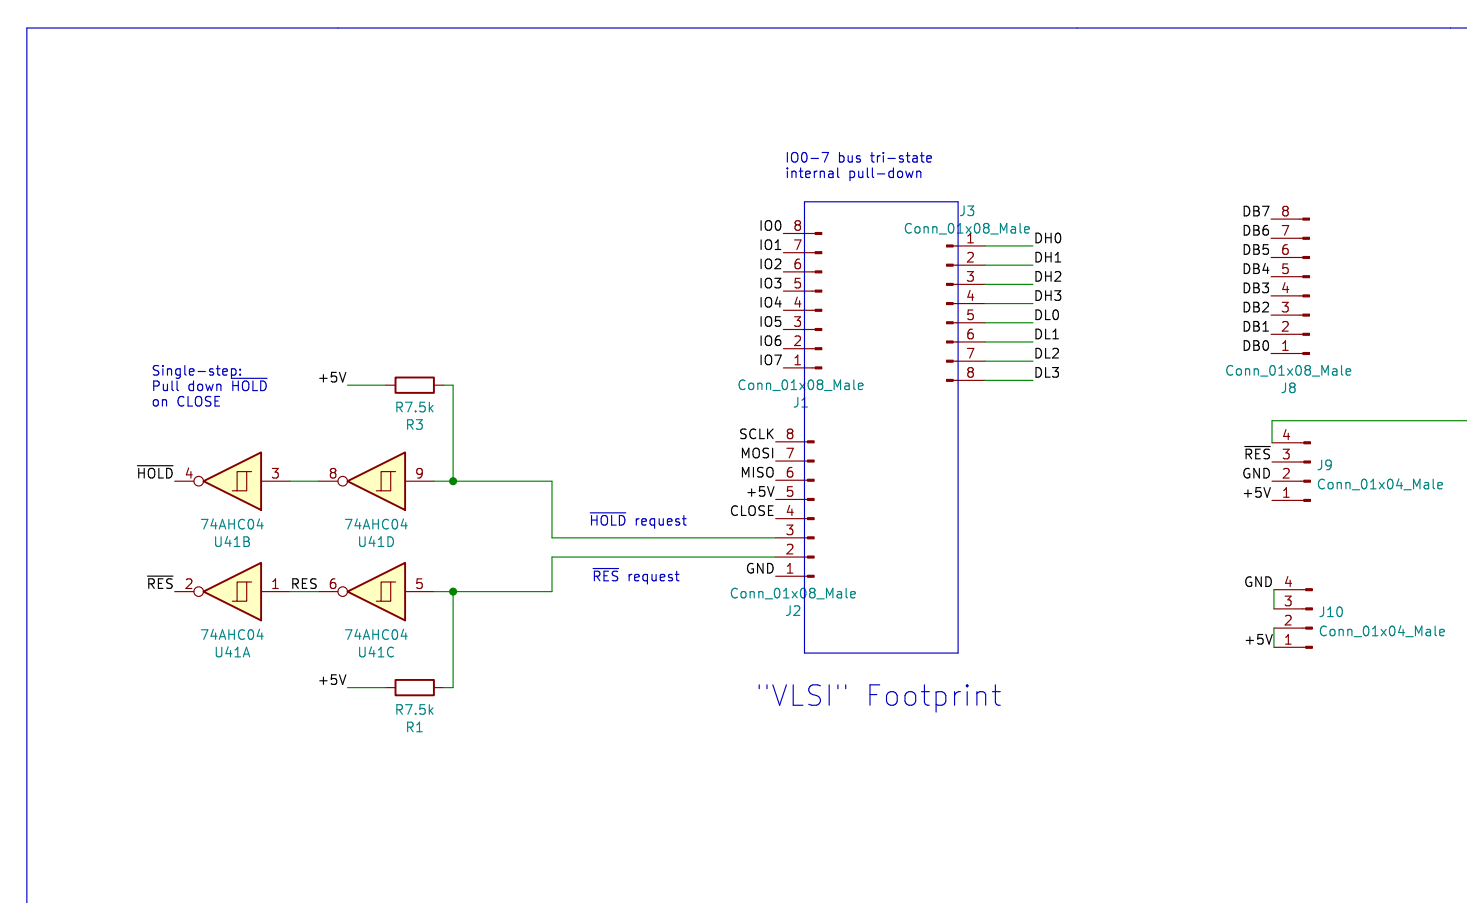 IO0-7 bus tri-state
internal pull-down
IO0 8
IO1 7
IO2 6
IO3 5
IO4 4
IO5 3
IO6 2
IO7 1
Conn_01x08_Male
J1
J3
Conn_01x08_Male
1 DH0
2 DH1
3 DH2
4 DH3
5 DL0
6 DL1
7 DL2
8 DL3
SCLK 8
MOSI 7
MISO 6
+5V 5
CLOSE 4
3
2
GND 1
Conn_01x08_Male
J2
"VLSI" Footprint
Single-step:
Pull down HOLD
on CLOSE
+5V
R7.5k
R3
HOLD 4 3 8 9
74AHC04
U41B
74AHC04
U41D
HOLD request
RES 2 1 RES 6 5
74AHC04
U41A
74AHC04
U41C
RES request
+5V
R7.5k
R1
DB7 8
DB6 7
DB5 6
DB4 5
DB3 4
DB2 3
DB1 2
DB0 1
Conn_01x08_Male
J8
4
RES 3
GND 2
+5V 1
J9
Conn_01x04_Male
GND 4
3
2
+5V 1
J10
Conn_01x04_Male